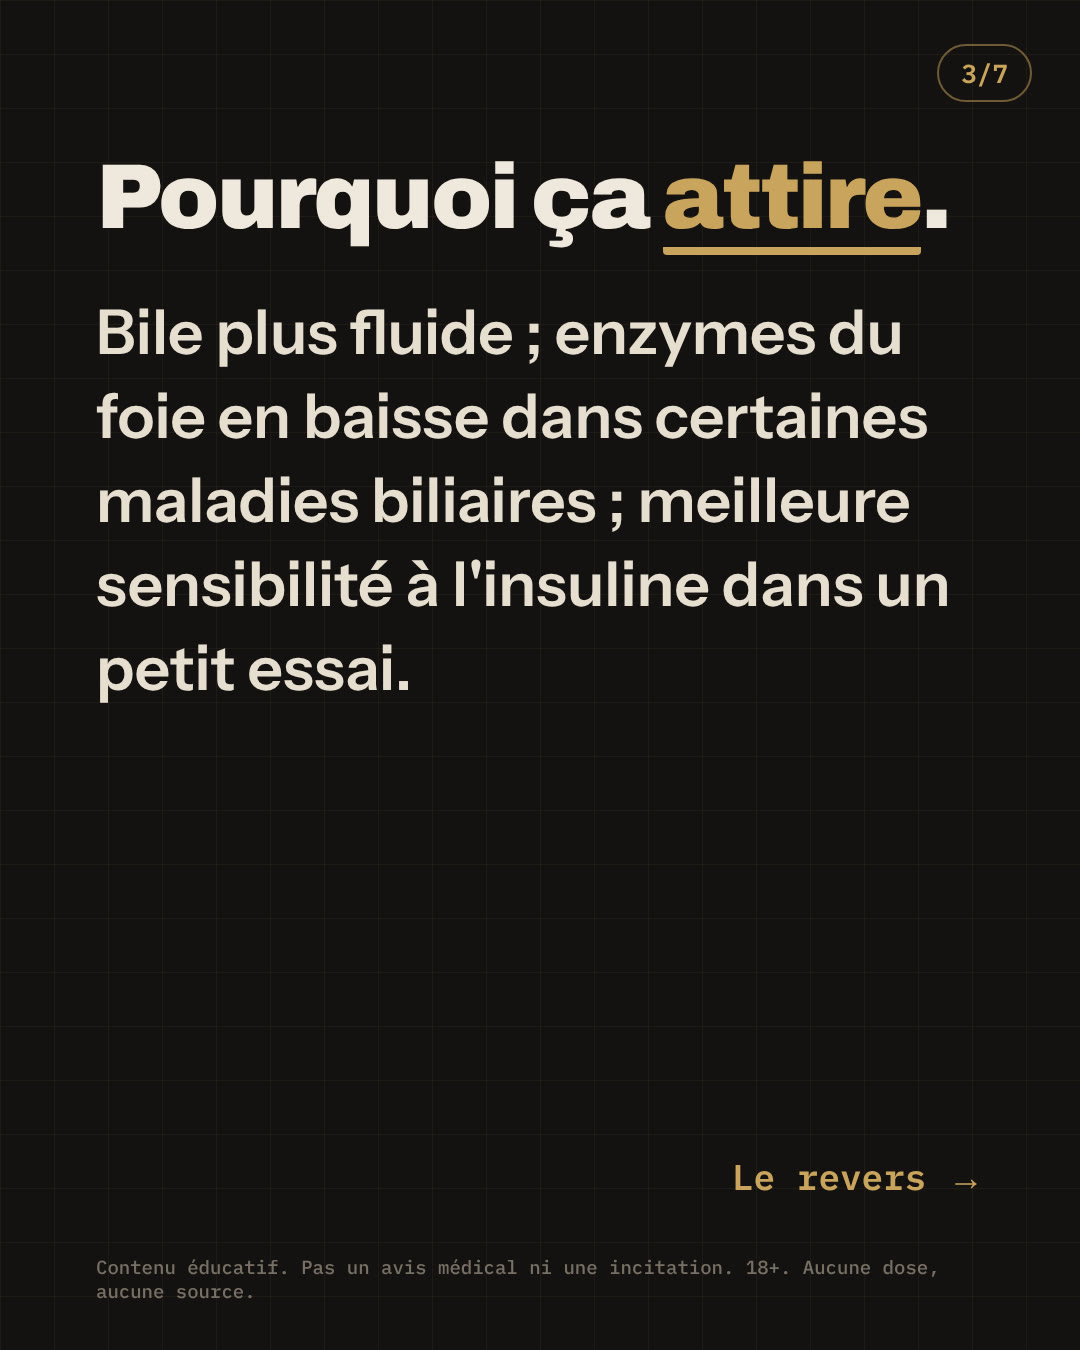 3/7
Pourquoi ça attire.
Bile plus fluide ; enzymes du
foie en baisse dans certaines
maladies biliaires ; meilleure
sensibilité à l'insuline dans un
petit essai.
Le revers →
Contenu éducatif. Pas un avis médical ni une incitation. 18+. Aucune dose,
aucune source.